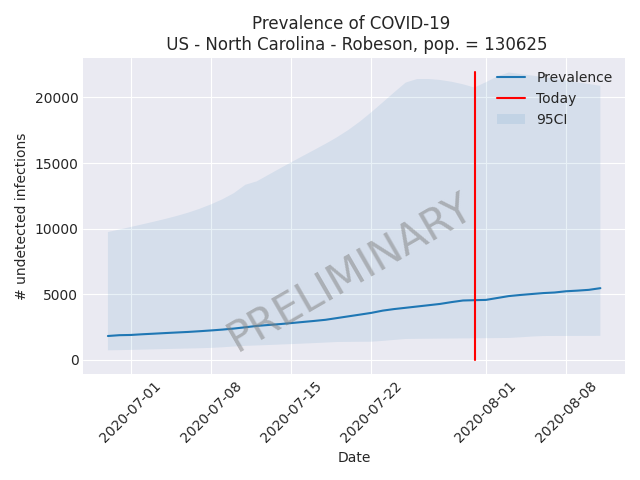 Prevalence of COVID-19
US - North Carolina - Robeson, pop. = 130625
# undetected infections
20000
15000
10000
5000
0
Prevalence
Today
95CI
PRELIMINARY
2020-07-01
2020-07-08
2020-07-15
2020-07-22
2020-08-01
2020-08-08
Date